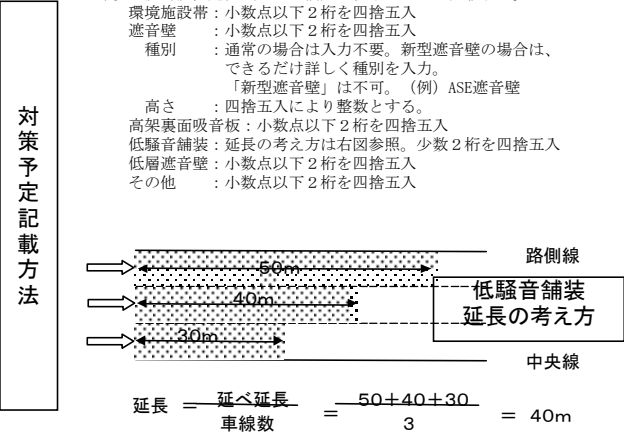 対策予定記載方法
環境施設帯：小数点以下２桁を四捨五入
遮音壁　　：小数点以下２桁を四捨五入
種別　　：通常の場合は入力不要。新型遮音壁の場合は、
できるだけ詳しく種別を入力。
「新型遮音壁」は不可。（例）ASE遮音壁
高さ　　：四捨五入により整数とする。
高架裏面吸音板：小数点以下２桁を四捨五入
低騒音舗装：延長の考え方は右図参照。少数２桁を四捨五入
低層遮音壁：小数点以下２桁を四捨五入
その他　　：小数点以下２桁を四捨五入
路側線
50m
低騒音舗装
延長の考え方
40m
30m
中央線
延長 ＝ 延べ延長 ＝ 50＋40＋30 ＝ 40m
車線数 3